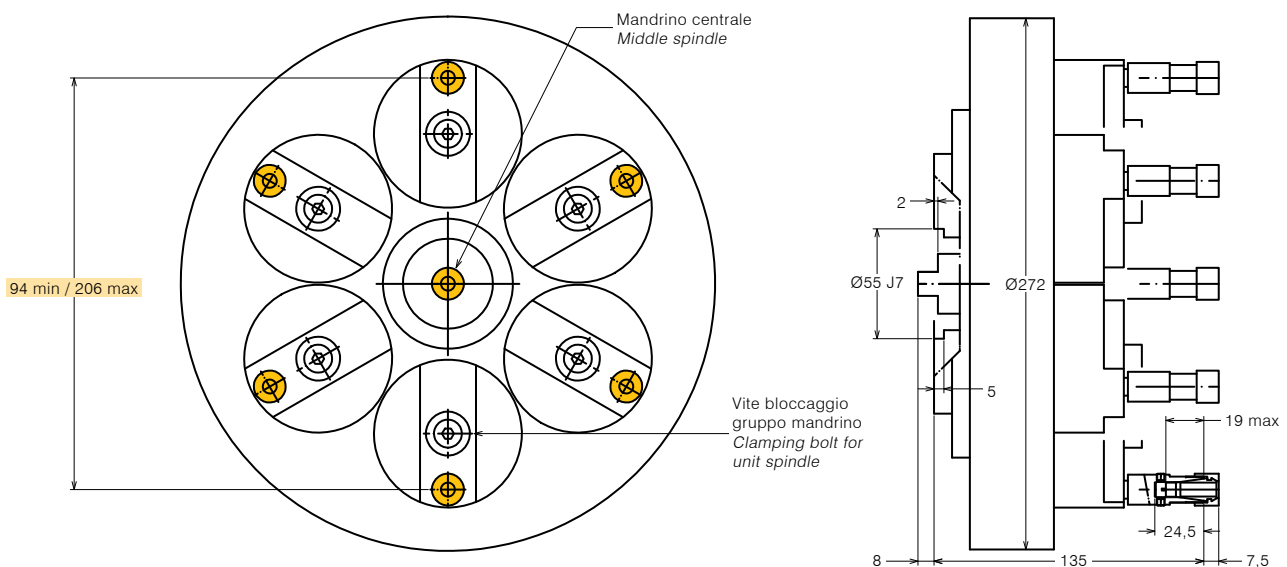 Mandrino centrale
Middle spindle
94 min / 206 max
Vite bloccaggio
gruppo mandrino
Clamping bolt for
unit spindle
2
Ø55 J7
Ø272
5
19 max
24,5
8
135
7,5